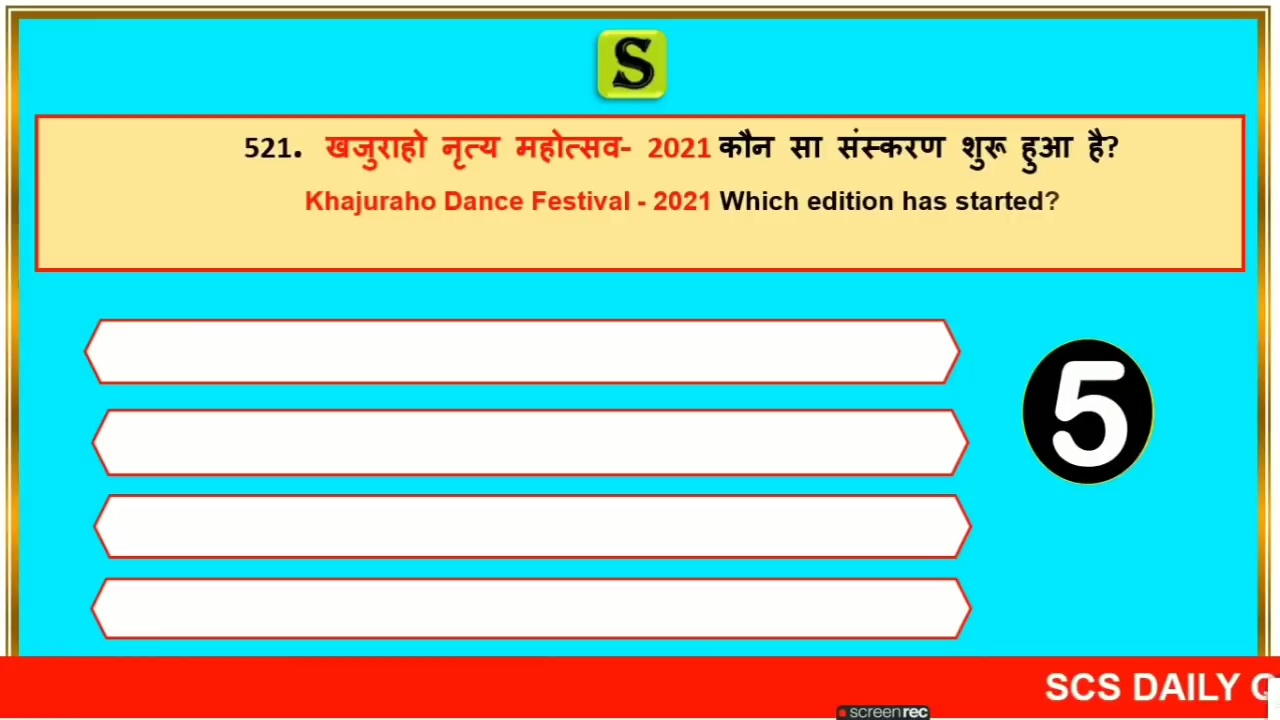 S
521. खजुराहो नृत्य महोत्सव- 2021 कौन सा संस्करण शुरू हुआ है?
Khajuraho Dance Festival - 2021 Which edition has started?
5
SCS DAILY Q
screenrec